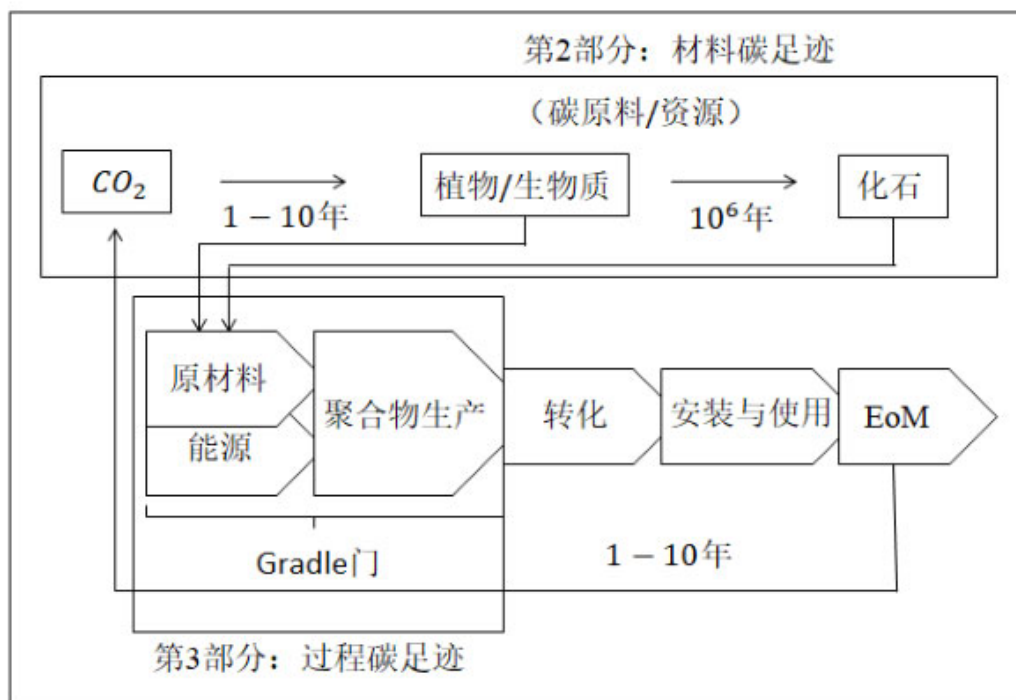 第2部分：材料碳足迹
（碳原料/资源）
CO₂
1 − 10年
植物/生物质
10⁶年
化石
原材料
能源
聚合物生产
转化
安装与使用
EoM
Gradle门
1 − 10年
第3部分：过程碳足迹